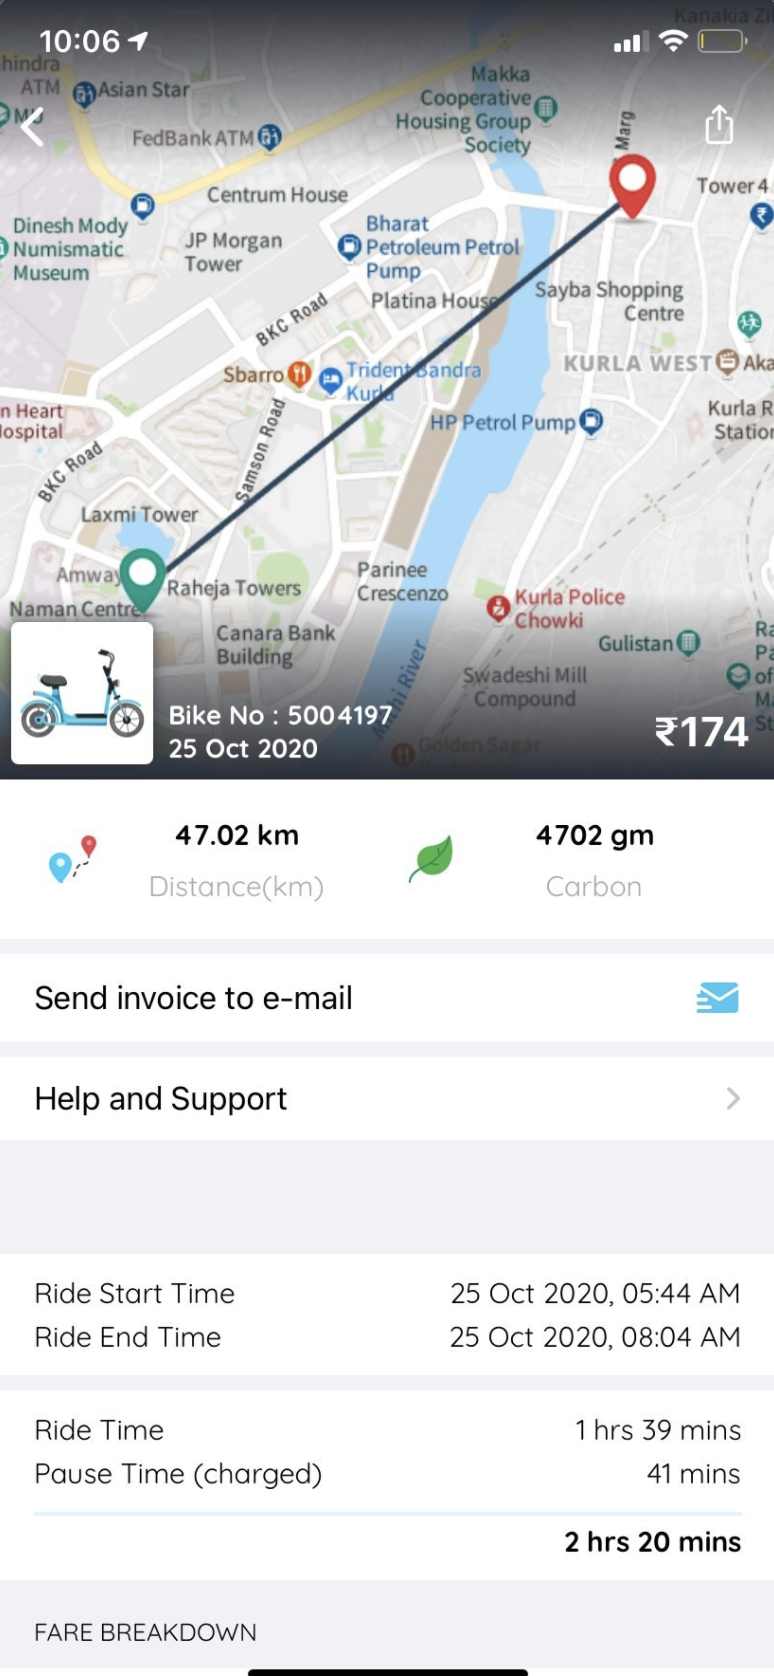 Kanakia Zi
10:06
hindra
ATM
Asian Star
Makka
Cooperative
Housing Group
Society
FedBank ATM
Marg
Centrum House
Tower 4
Dinesh Mody
Numismatic
Museum
JP Morgan
Tower
Bharat
Petroleum Petrol
Pump
Platina House
Sayba Shopping
Centre
BKC Road
Sbarro
Trident Bandra
Kurla
KURLA WEST
Aka
n Heart
Hospital
HP Petrol Pump
Kurla R
Station
BKC Road
Samson Road
Laxmi Tower
Amway
Raheja Towers
Naman Centre
Parinee
Crescenzo
Kurla Police
Chowki
Canara Bank
Building
Gulistan
Ra
Pa
of
Ma
St
Swadeshi Mill
Compound
River
Golden Sagar
Bike No : 5004197
25 Oct 2020
₹174
47.02 km
Distance(km)
4702 gm
Carbon
Send invoice to e-mail
Help and Support
Ride Start Time 25 Oct 2020, 05:44 AM
Ride End Time 25 Oct 2020, 08:04 AM
Ride Time 1 hrs 39 mins
Pause Time (charged) 41 mins
2 hrs 20 mins
FARE BREAKDOWN